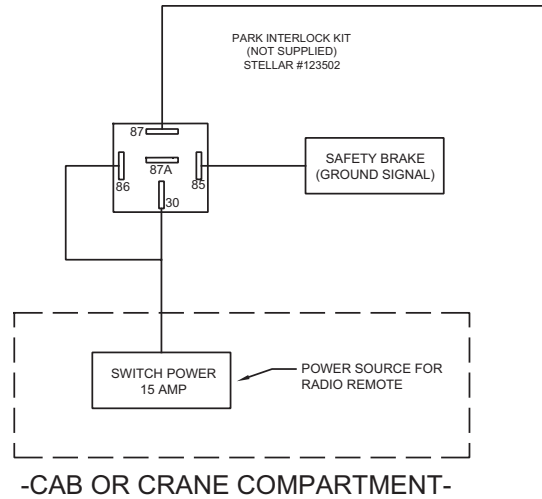 PARK INTERLOCK KIT
(NOT SUPPLIED)
STELLAR #123502
87
87A
86
85
30
SAFETY BRAKE
(GROUND SIGNAL)
SWITCH POWER
15 AMP
POWER SOURCE FOR
RADIO REMOTE
-CAB OR CRANE COMPARTMENT-